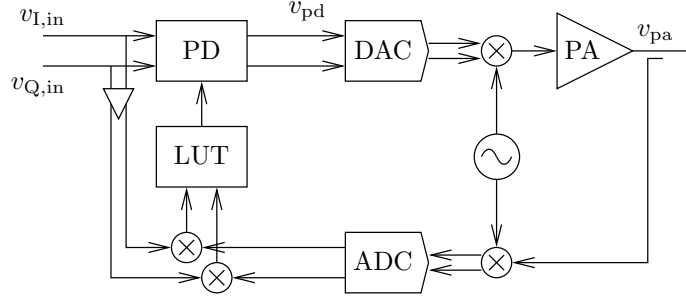 v_I,in
v_pd
v_pa
PD
DAC
PA
v_Q,in
LUT
ADC